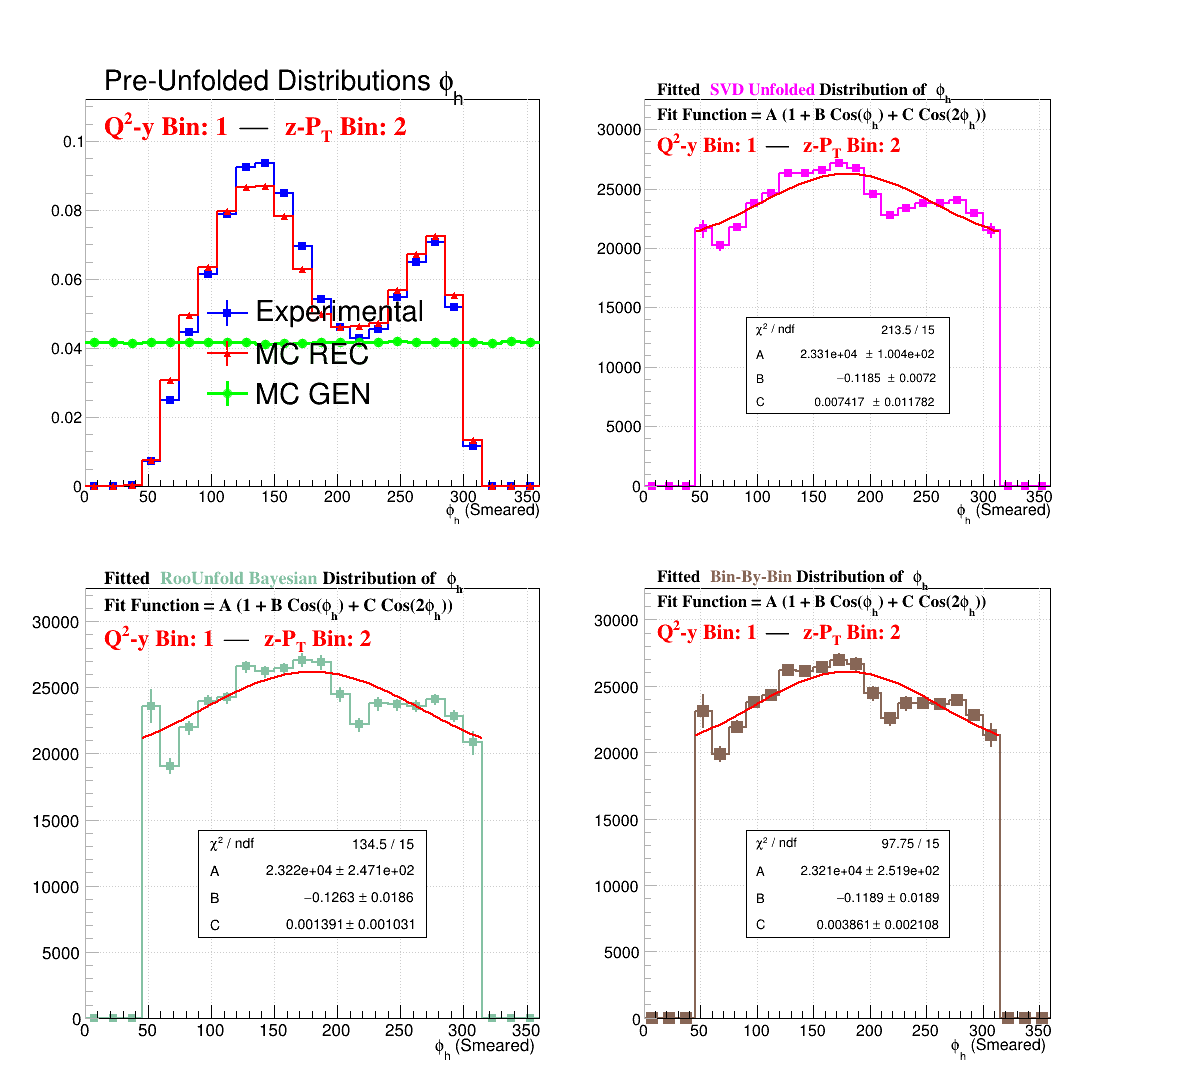 Pre-Unfolded Distributions ϕh
Q²-y Bin: 1 — z-PT Bin: 2
0.1
0.08
0.06
0.04
0.02
0
Experimental
MC REC
MC GEN
0 50 100 150 200 250 300 350
ϕh (Smeared)
Fitted SVD Unfolded Distribution of ϕh
Fit Function = A (1 + B Cos(ϕh) + C Cos(2ϕh))
Q²-y Bin: 1 — z-PT Bin: 2
30000
25000
20000
15000
10000
5000
0
χ² / ndf 213.5 / 15
A 2.331e+04 ± 1.004e+02
B −0.1185 ± 0.0072
C 0.007417 ± 0.011782
0 50 100 150 200 250 300 350
ϕh (Smeared)
Fitted RooUnfold Bayesian Distribution of ϕh
Fit Function = A (1 + B Cos(ϕh) + C Cos(2ϕh))
Q²-y Bin: 1 — z-PT Bin: 2
30000
25000
20000
15000
10000
5000
0
χ² / ndf 134.5 / 15
A 2.322e+04 ± 2.471e+02
B −0.1263 ± 0.0186
C 0.001391 ± 0.001031
0 50 100 150 200 250 300 350
ϕh (Smeared)
Fitted Bin-By-Bin Distribution of ϕh
Fit Function = A (1 + B Cos(ϕh) + C Cos(2ϕh))
Q²-y Bin: 1 — z-PT Bin: 2
30000
25000
20000
15000
10000
5000
0
χ² / ndf 97.75 / 15
A 2.321e+04 ± 2.519e+02
B −0.1189 ± 0.0189
C 0.003861 ± 0.002108
0 50 100 150 200 250 300 350
ϕh (Smeared)